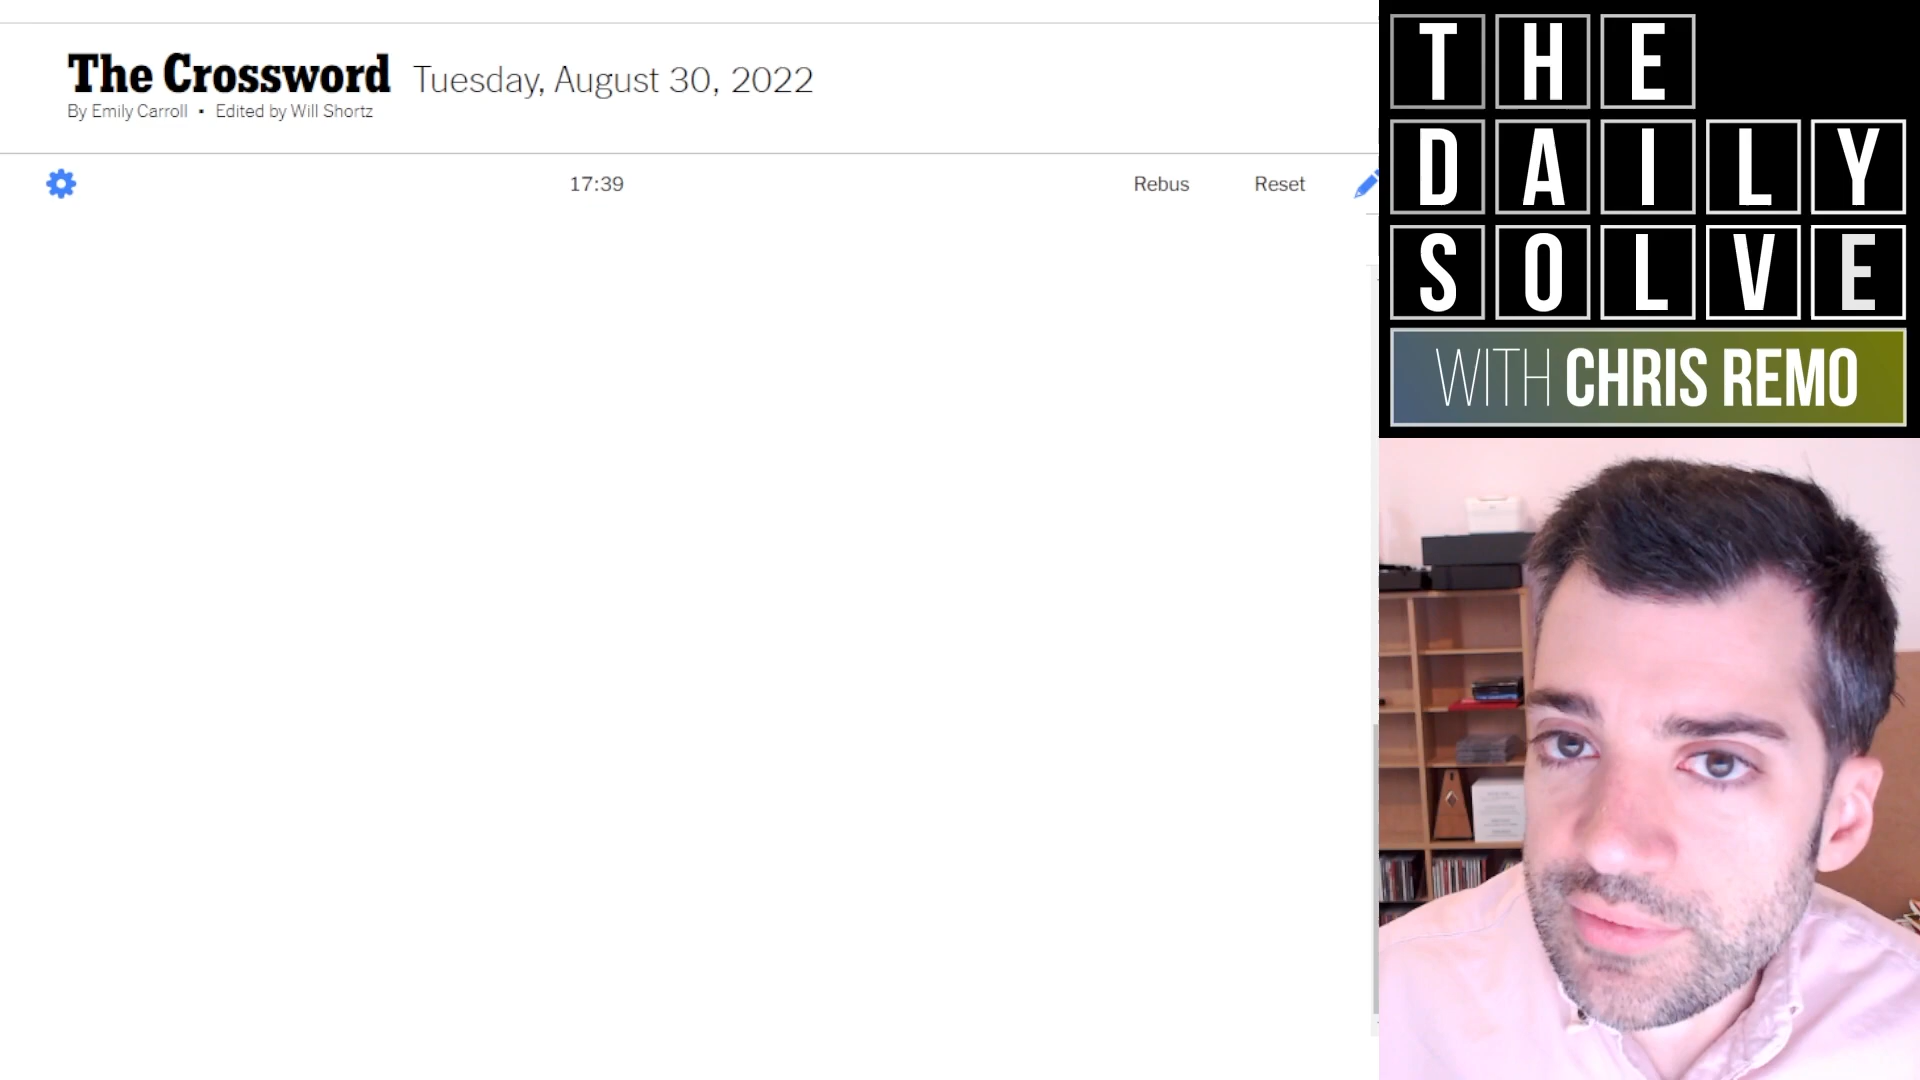 The Crossword Tuesday, August 30, 2022
By Emily Carroll • Edited by Will Shortz
17:39 Rebus Reset
THE
DAILY
SOLVE
WITH CHRIS REMO